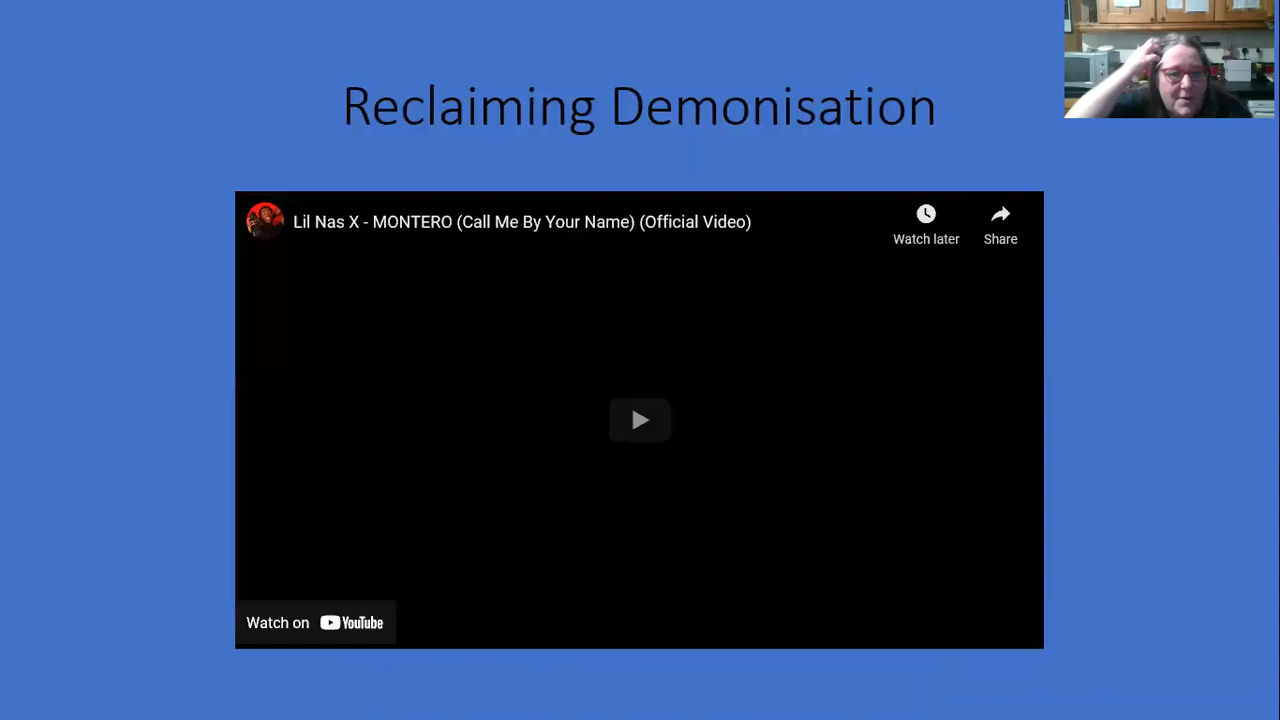 Reclaiming Demonisation
Lil Nas X - MONTERO (Call Me By Your Name) (Official Video)
Watch later
Share
Watch on YouTube